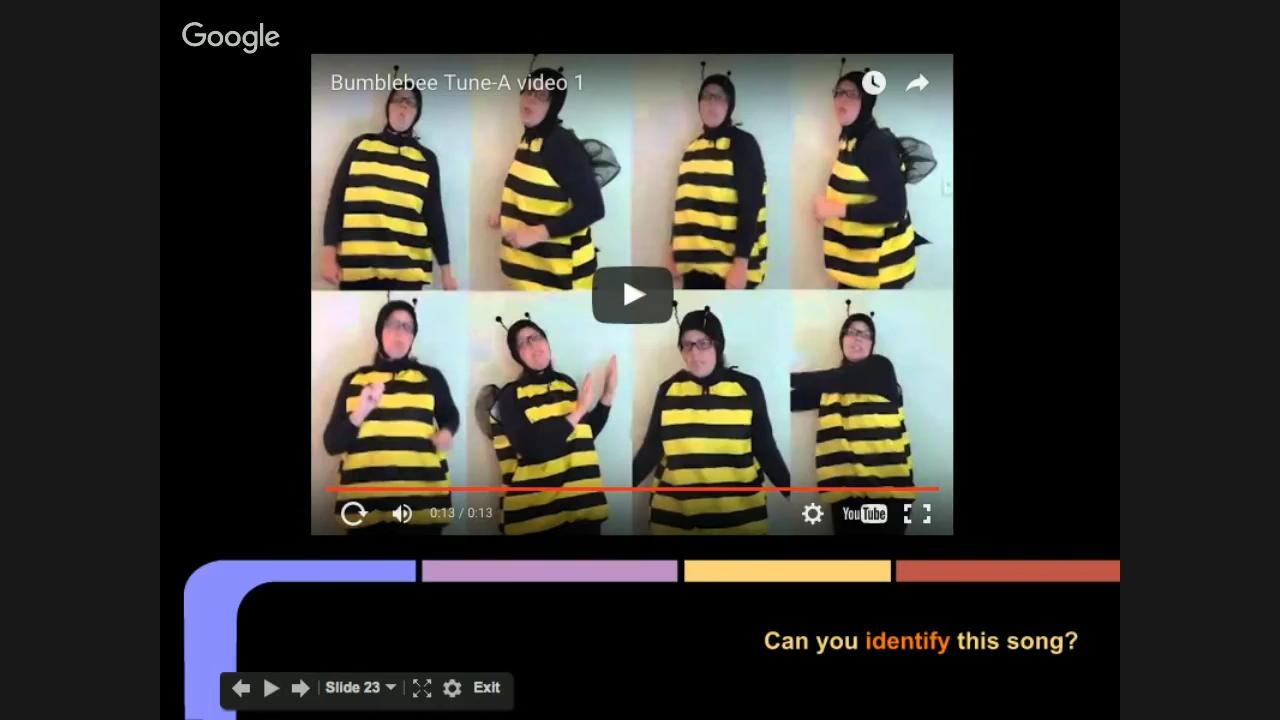 Google
Bumblebee Tune-A video 1
0:13 / 0:13
YouTube
Can you identify this song?
Slide 23
Exit